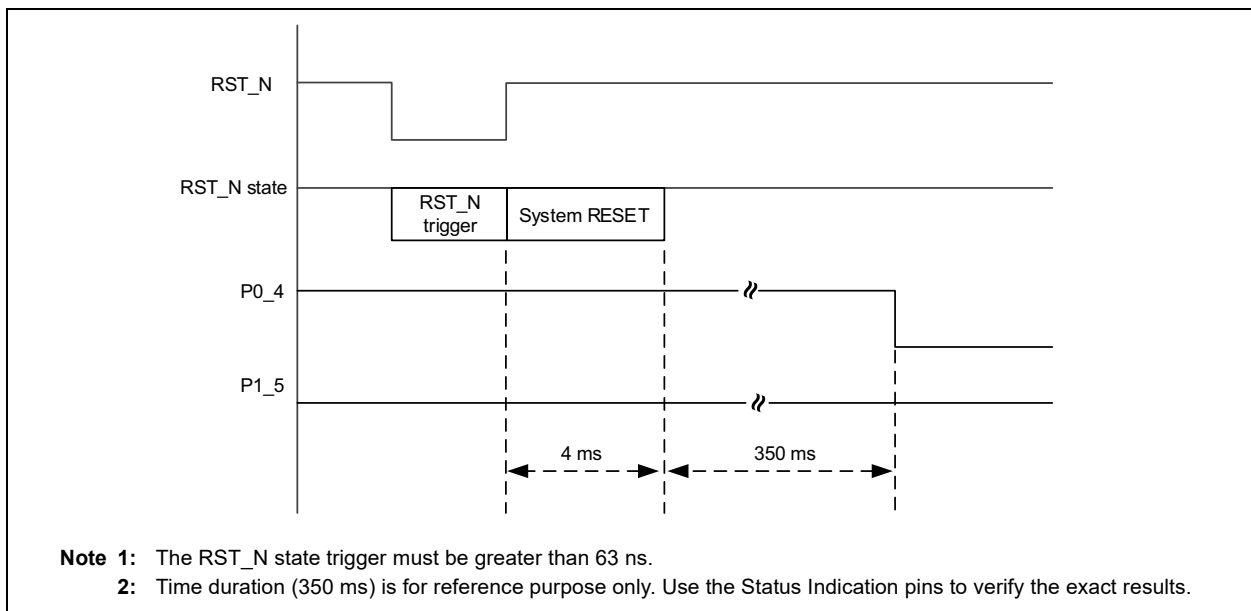 RST_N
RST_N state
RST_N
trigger
System RESET
P0_4
P1_5
4 ms
350 ms
Note 1: The RST_N state trigger must be greater than 63 ns.
2: Time duration (350 ms) is for reference purpose only. Use the Status Indication pins to verify the exact results.